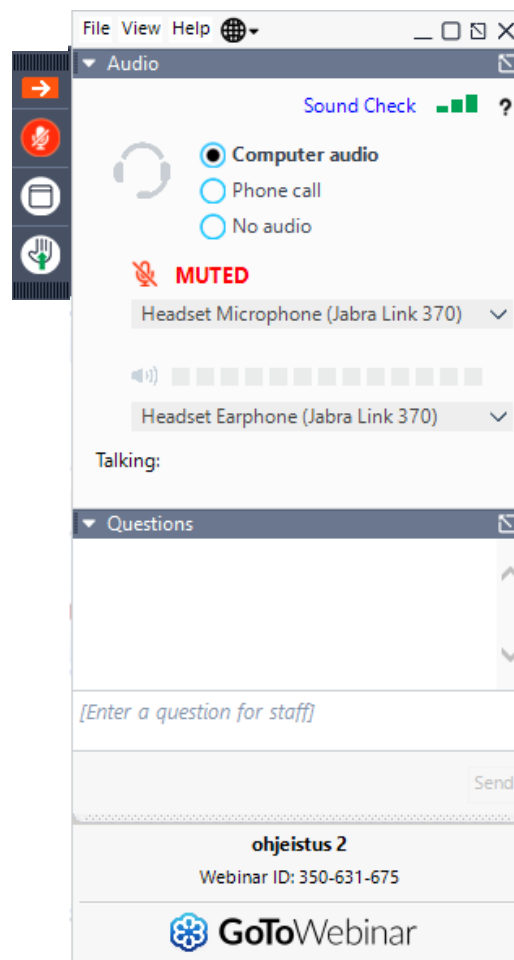 File View Help
Audio
Sound Check ?
Computer audio
Phone call
No audio
MUTED
Headset Microphone (Jabra Link 370)
Headset Earphone (Jabra Link 370)
Talking:
Questions
[Enter a question for staff]
Send
ohjeistus 2
Webinar ID: 350-631-675
GoToWebinar